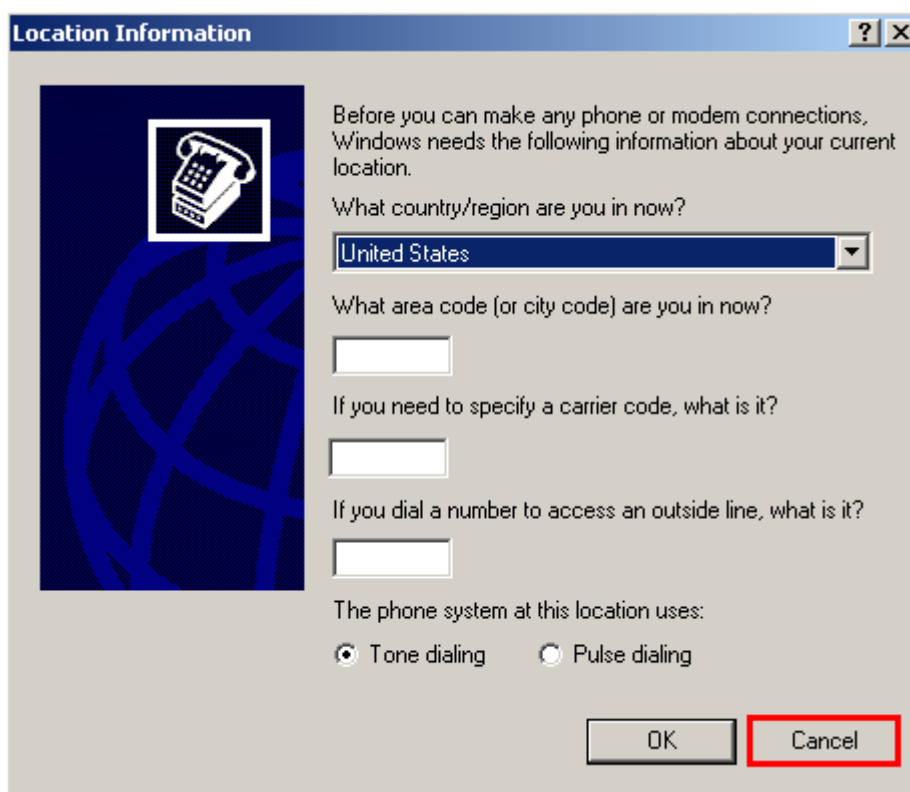 Location Information
Before you can make any phone or modem connections,
Windows needs the following information about your current
location.
What country/region are you in now?
United States
What area code (or city code) are you in now?
If you need to specify a carrier code, what is it?
If you dial a number to access an outside line, what is it?
The phone system at this location uses:
Tone dialing Pulse dialing
OK Cancel